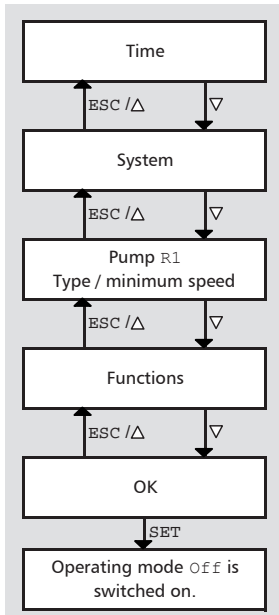 Time
ESC /△ ▽
System
ESC /△ ▽
Pump R1
Type / minimum speed
ESC /△ ▽
Functions
ESC /△ ▽
OK
SET
Operating mode Off is
switched on.